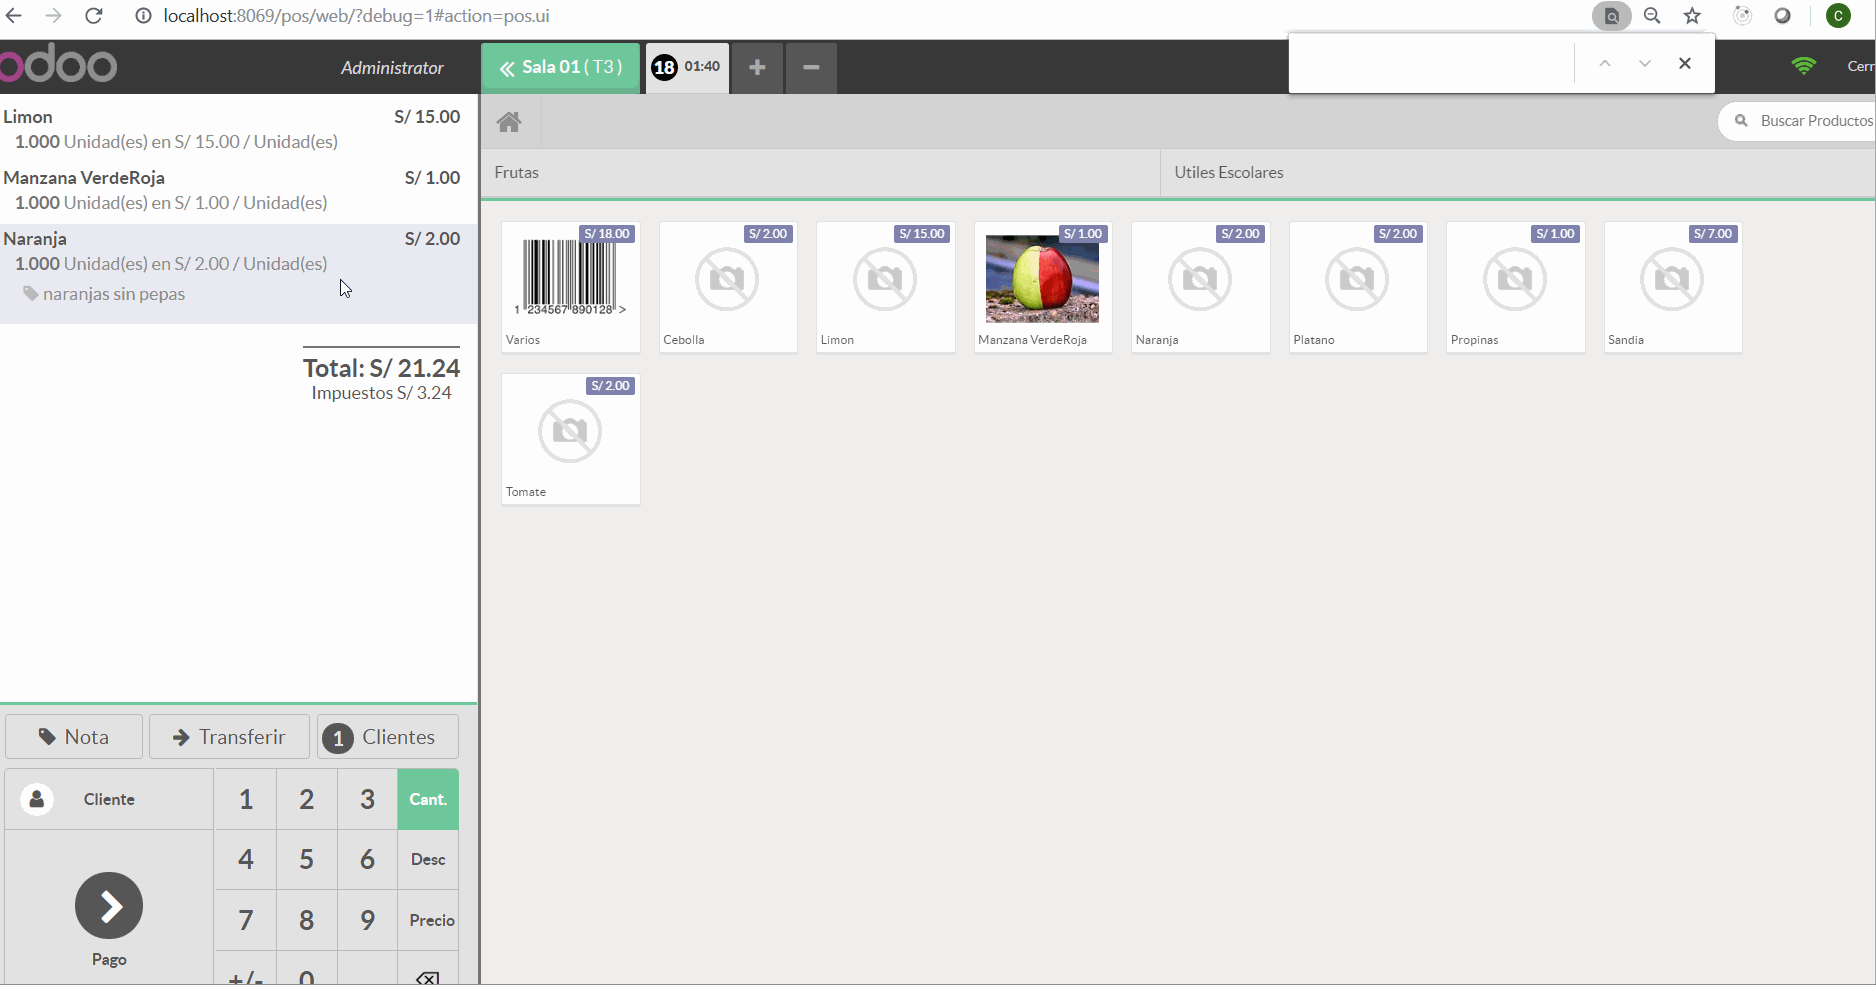 localhost:8069/pos/web/?debug=1#action=pos.ui
C
odoo
Administrator
Sala 01 ( T3 )
18 01:40
+
−
Cerr
Limon S/ 15.00
1.000 Unidad(es) en S/ 15.00 / Unidad(es)
Manzana VerdeRoja S/ 1.00
1.000 Unidad(es) en S/ 1.00 / Unidad(es)
Naranja S/ 2.00
1.000 Unidad(es) en S/ 2.00 / Unidad(es)
naranjas sin pepas
Total: S/ 21.24
Impuestos S/ 3.24
Buscar Productos
Frutas
Utiles Escolares
S/ 18.00
1 234567 890128 >
Varios
S/ 2.00
Cebolla
S/ 15.00
Limon
S/ 1.00
Manzana VerdeRoja
S/ 2.00
Naranja
S/ 2.00
Platano
S/ 1.00
Propinas
S/ 7.00
Sandia
S/ 2.00
Tomate
Nota
Transferir
1 Clientes
Cliente
Pago
1 2 3 Cant.
4 5 6 Desc
7 8 9 Precio
+/- 0